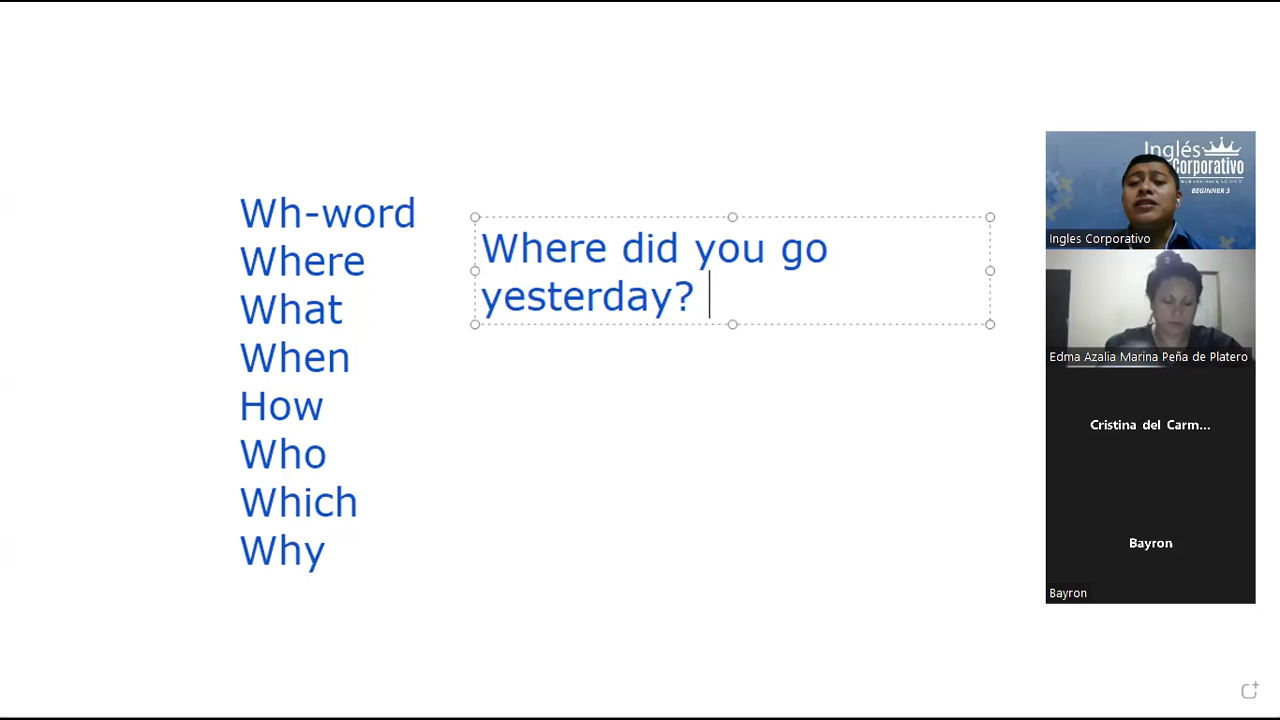 Wh-word
Where
What
When
How
Who
Which
Why
Where did you go
yesterday?
Inglés
Corporativo
BEGINNER 3
Ingles Corporativo
Edma Azalia Marina Peña de Platero
Cristina del Carm...
Bayron
Bayron